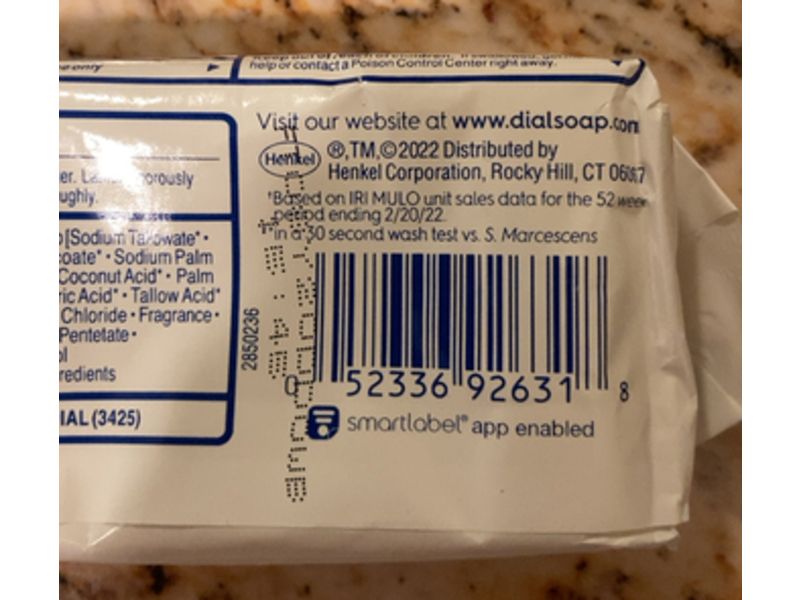 help or contact a Poison Control Center right away.
Visit our website at www.dialsoap.com
Henkel
®,TM,©2022 Distributed by
Henkel Corporation, Rocky Hill, CT 06067
†Based on IRI MULO unit sales data for the 52 week
period ending 2/20/22.
in a 30 second wash test vs. S. Marcescens
ughly.
[Sodium Tallowate* •
coate* • Sodium Palm
Coconut Acid* • Palm
ric Acid* • Tallow Acid*
Chloride • Fragrance •
Pentetate •
redients
IAL (3425)
2850236
0 52336 92631 8
smartlabel® app enabled